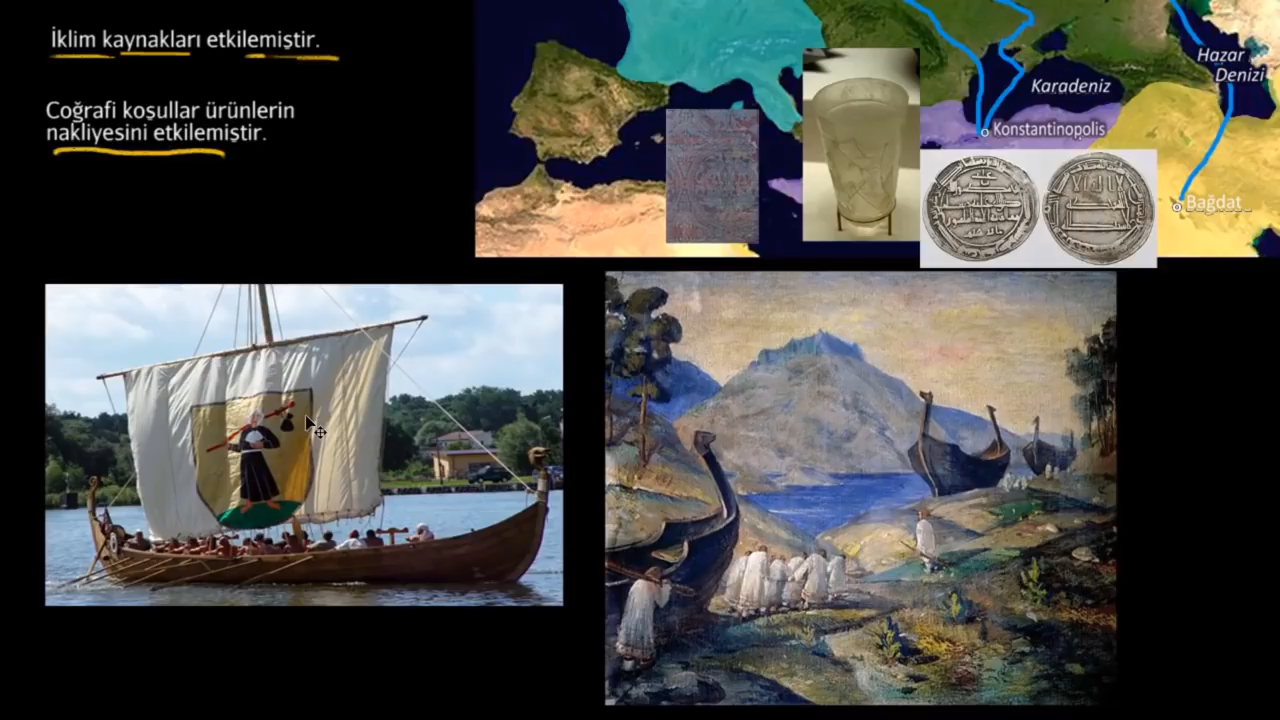 İklim kaynakları etkilemiştir.
Coğrafi koşullar ürünlerin
nakliyesini etkilemiştir.
Hazar
Denizi
Karadeniz
Konstantinopolis
Bağdat